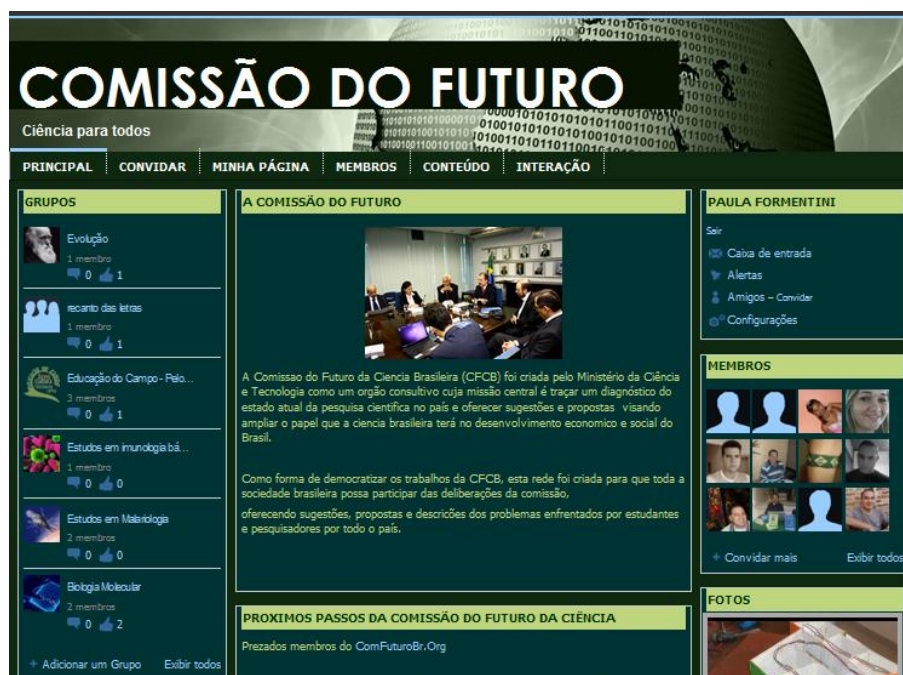 COMISSÃO DO FUTURO
Ciência para todos
PRINCIPAL
CONVIDAR
MINHA PÁGINA
MEMBROS
CONTEÚDO
INTERAÇÃO
GRUPOS
Evolução
1 membro
0 1
recanto das letras
1 membro
0 1
Educação do Campo - Pelo...
3 membros
0 1
Estudos em imunologia bá...
1 membro
0 0
Estudos em Malariologia
2 membros
0 0
Biologia Molecular
2 membros
0 2
+ Adicionar um Grupo
Exibir todos
A COMISSÃO DO FUTURO
A Comissao do Futuro da Ciencia Brasileira (CFCB) foi criada pelo Ministério da Ciência
e Tecnologia como um orgão consultivo cuja missão central é traçar um diagnóstico do
estado atual da pesquisa cientifica no país e oferecer sugestões e propostas visando
ampliar o papel que a ciencia brasileira terá no desenvolvimento economico e social do
Brasil.
Como forma de democratizar os trabalhos da CFCB, esta rede foi criada para que toda a
sociedade brasileira possa participar das deliberações da comissão,
oferecendo sugestões, propostas e descricões dos problemas enfrentados por estudantes
e pesquisadores por todo o país.
PROXIMOS PASSOS DA COMISSÃO DO FUTURO DA CIÊNCIA
Prezados membros do ComFuturoBr.Org
PAULA FORMENTINI
Sair
Caixa de entrada
Alertas
Amigos – Convidar
Configurações
MEMBROS
+ Convidar mais
Exibir todos
FOTOS